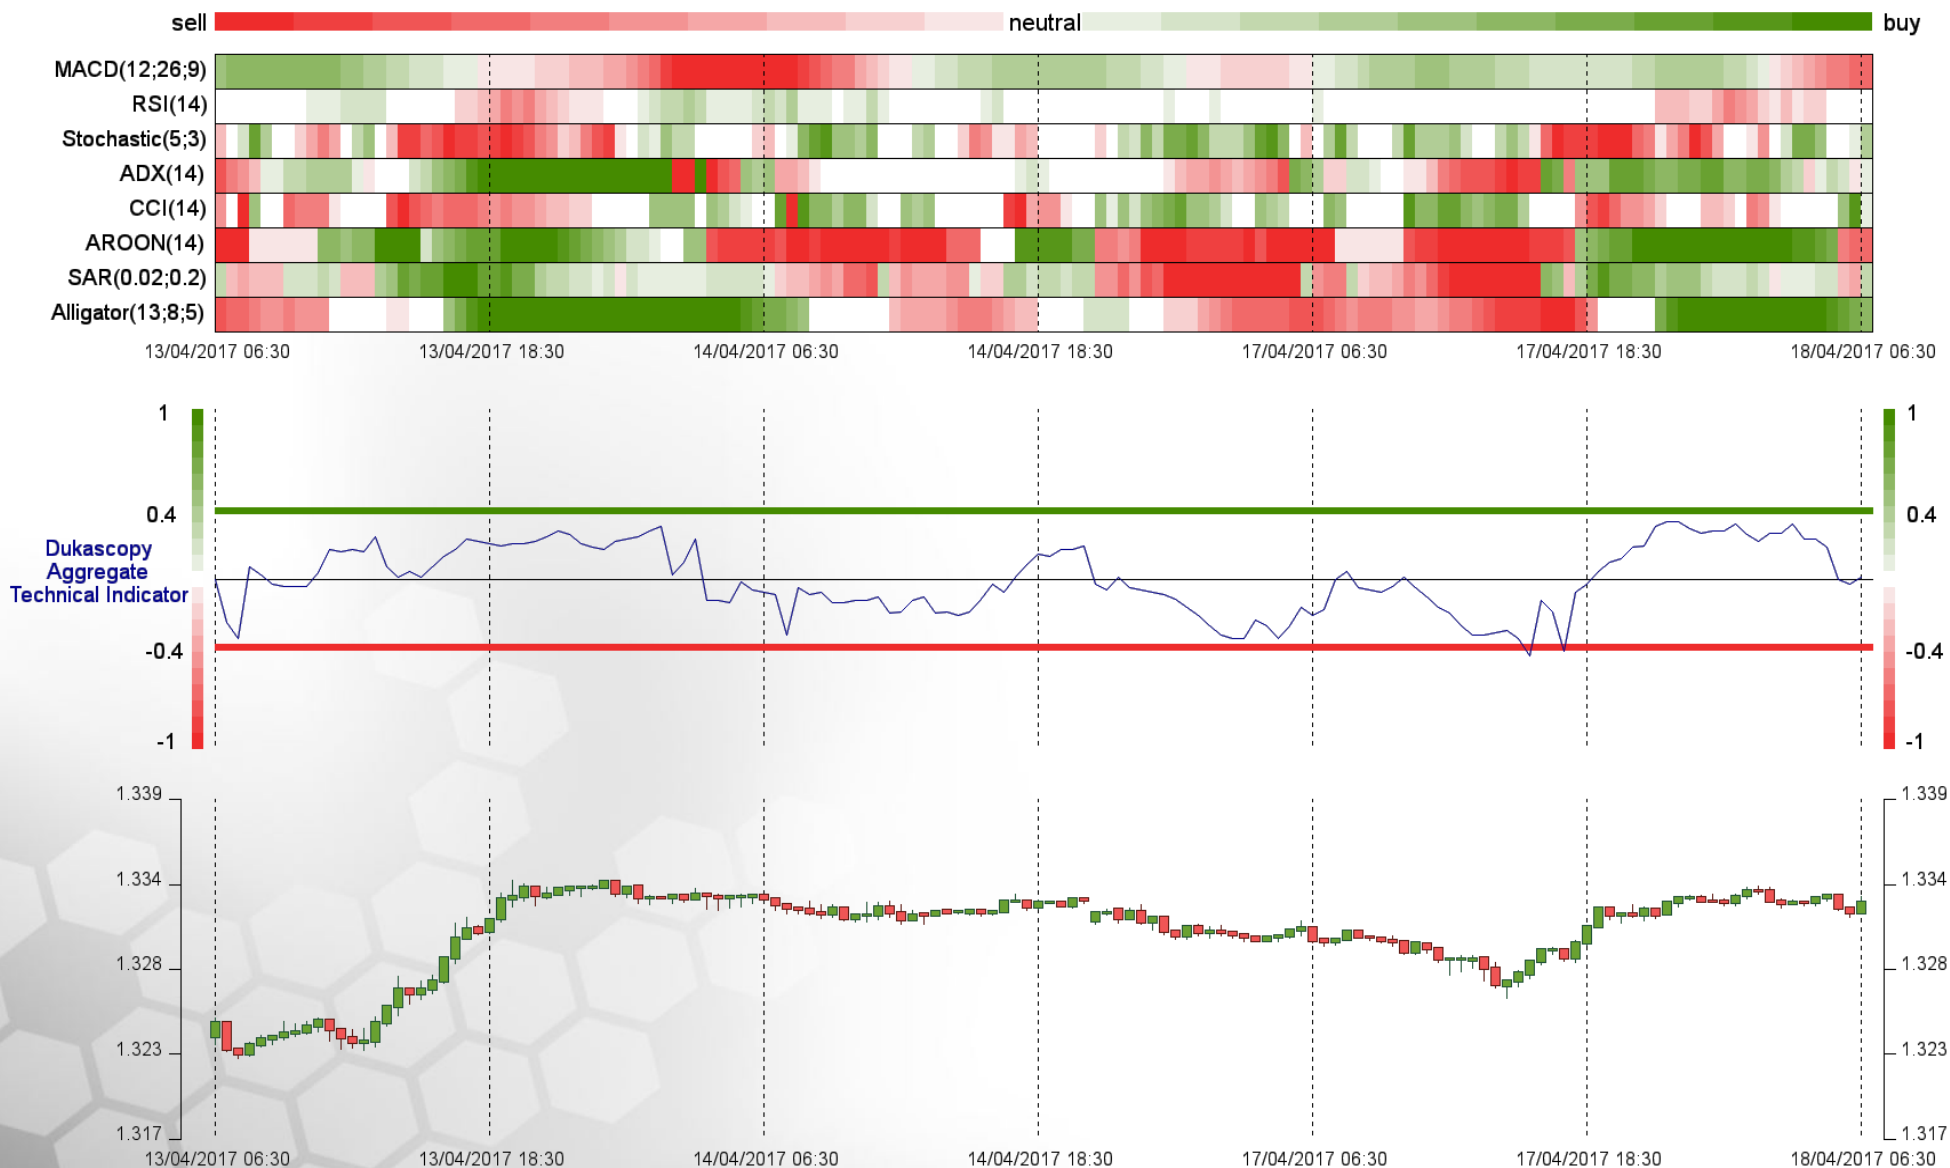 sell neutral buy
MACD(12;26;9)
RSI(14)
Stochastic(5;3)
ADX(14)
CCI(14)
AROON(14)
SAR(0.02;0.2)
Alligator(13;8;5)
13/04/2017 06:30 13/04/2017 18:30 14/04/2017 06:30 14/04/2017 18:30 17/04/2017 06:30 17/04/2017 18:30 18/04/2017 06:30
1 1
0.4 0.4
Dukascopy
Aggregate
Technical Indicator
-0.4 -0.4
-1 -1
1.339 1.339
1.334 1.334
1.328 1.328
1.323 1.323
1.317 1.317
13/04/2017 06:30 13/04/2017 18:30 14/04/2017 06:30 14/04/2017 18:30 17/04/2017 06:30 17/04/2017 18:30 18/04/2017 06:30